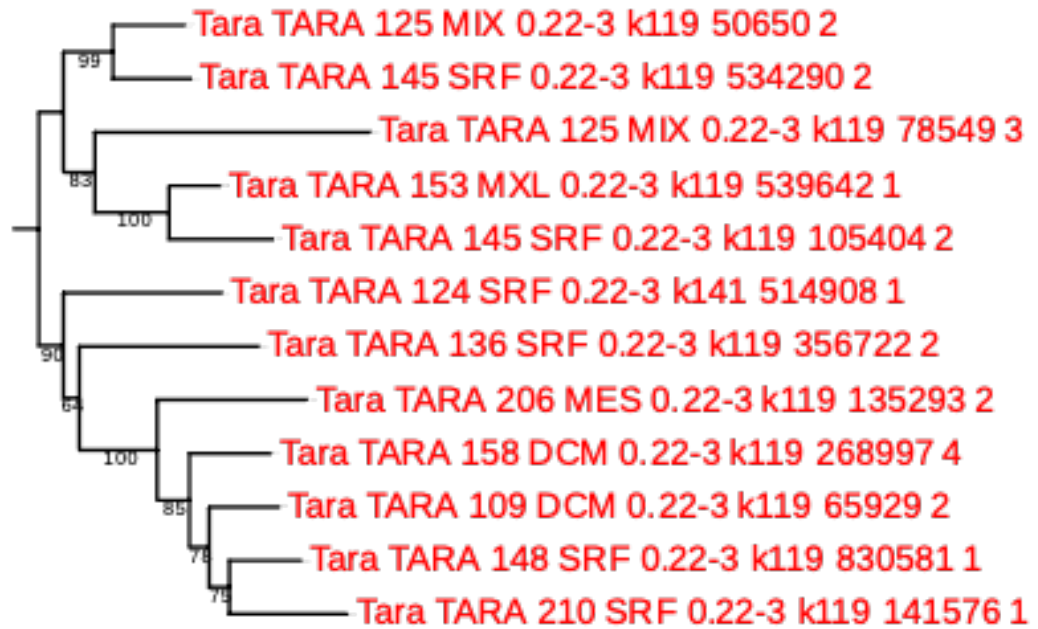 Tara TARA 125 MIX 0.22-3 k119 50650 2
99
Tara TARA 145 SRF 0.22-3 k119 534290 2
Tara TARA 125 MIX 0.22-3 k119 78549 3
83
Tara TARA 153 MXL 0.22-3 k119 539642 1
100
Tara TARA 145 SRF 0.22-3 k119 105404 2
Tara TARA 124 SRF 0.22-3 k141 514908 1
Tara TARA 136 SRF 0.22-3 k119 356722 2
90
Tara TARA 206 MES 0.22-3 k119 135293 2
64
Tara TARA 158 DCM 0.22-3 k119 268997 4
100
Tara TARA 109 DCM 0.22-3 k119 65929 2
85
Tara TARA 148 SRF 0.22-3 k119 830581 1
Tara TARA 210 SRF 0.22-3 k119 141576 1